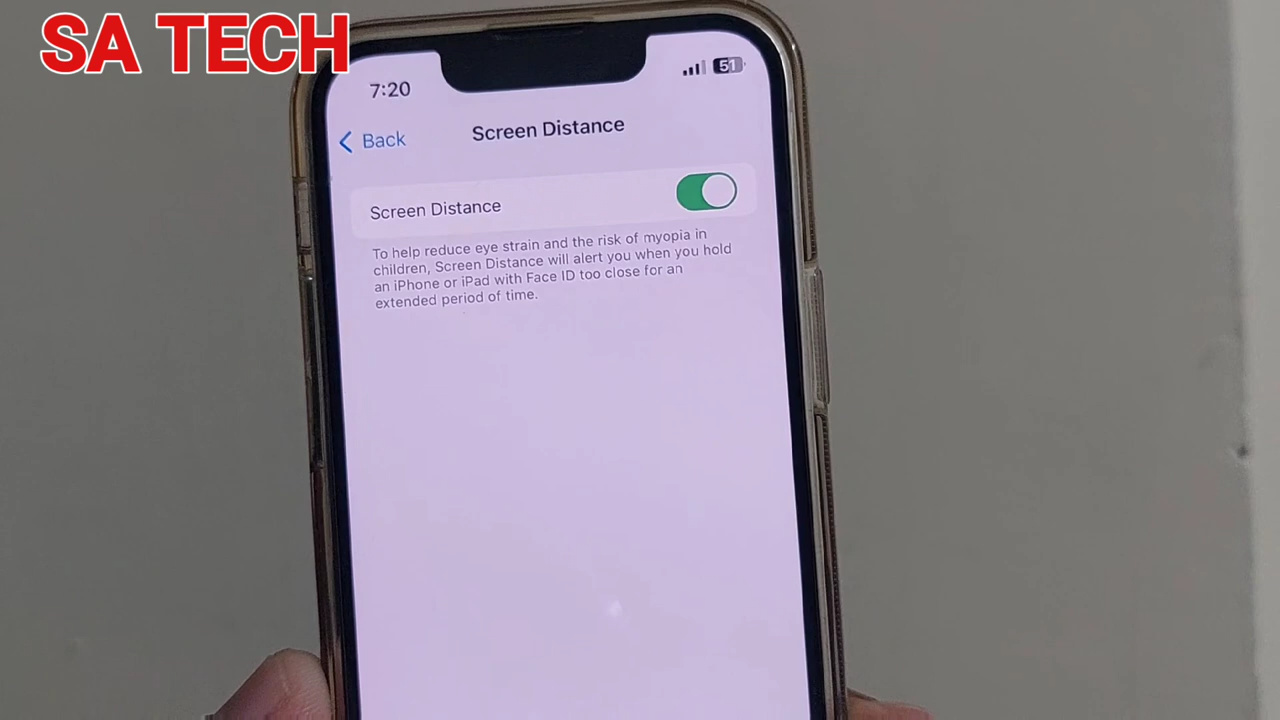 SA TECH
7:20
51
Back
Screen Distance
Screen Distance
To help reduce eye strain and the risk of myopia in
children, Screen Distance will alert you when you hold
an iPhone or iPad with Face ID too close for an
extended period of time.